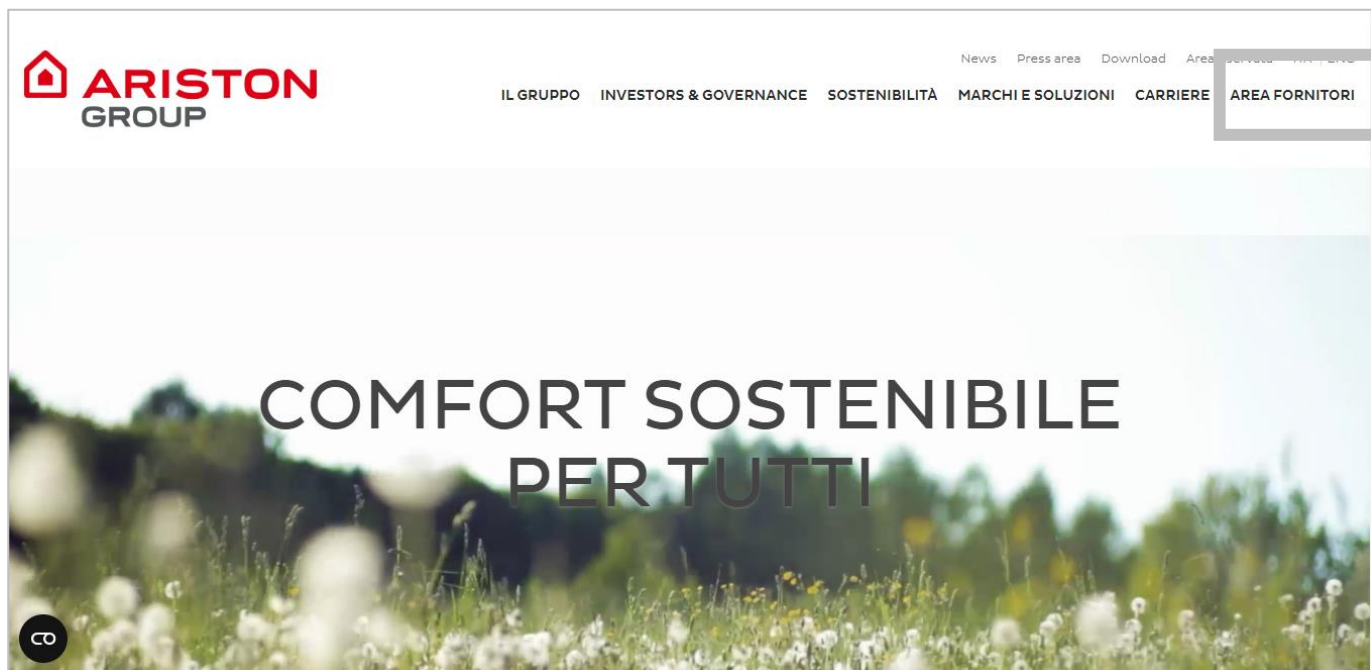 ARISTON
GROUP
News Press area Download Area
IL GRUPPO INVESTORS & GOVERNANCE SOSTENIBILITÀ MARCHI E SOLUZIONI CARRIERE AREA FORNITORI
COMFORT SOSTENIBILE
PER TUTTI